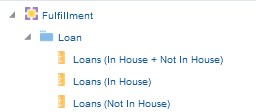 Fulfillment
Loan
Loans (In House + Not In House)
Loans (In House)
Loans (Not In House)